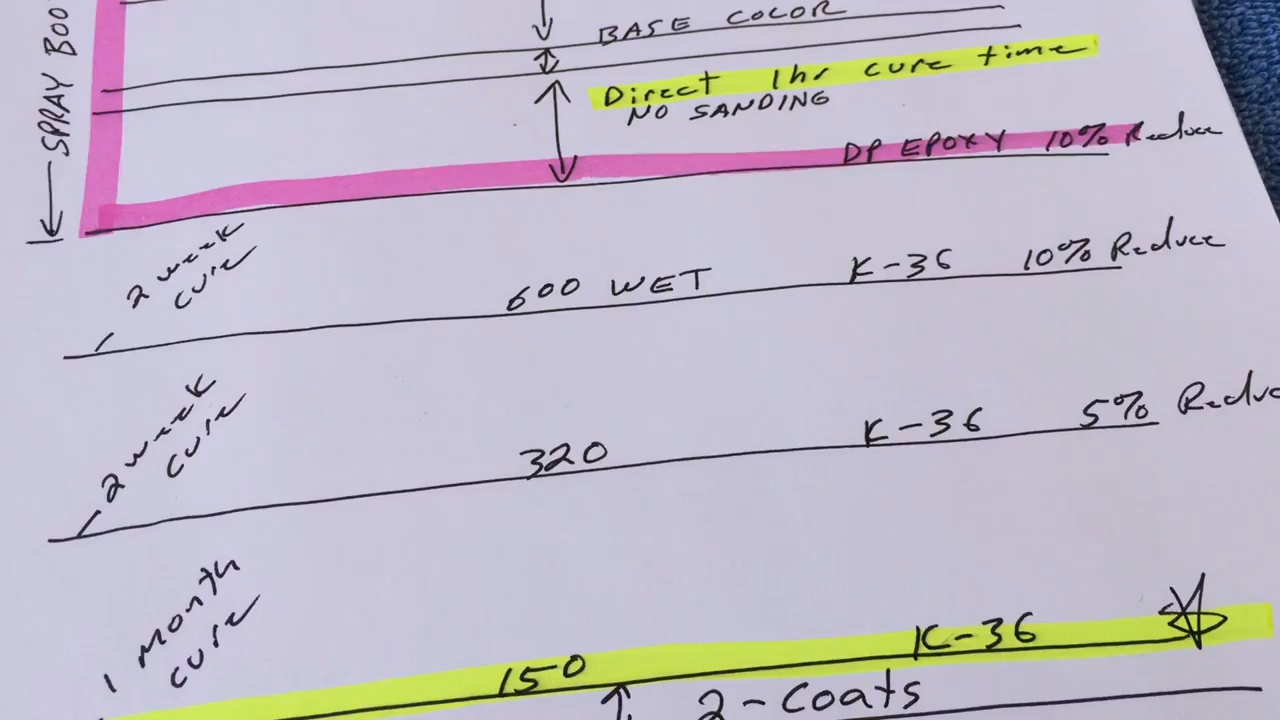 SPRAY BOO
BASE COLOR
Direct 1hr cure time
NO SANDING
DP EPOXY 10% Reduce
2 week
cure
600 WET K-36 10% Reduce
2 week
cure
320 K-36 5% Reduc
1 Month
cure
150 K-36
2-coats